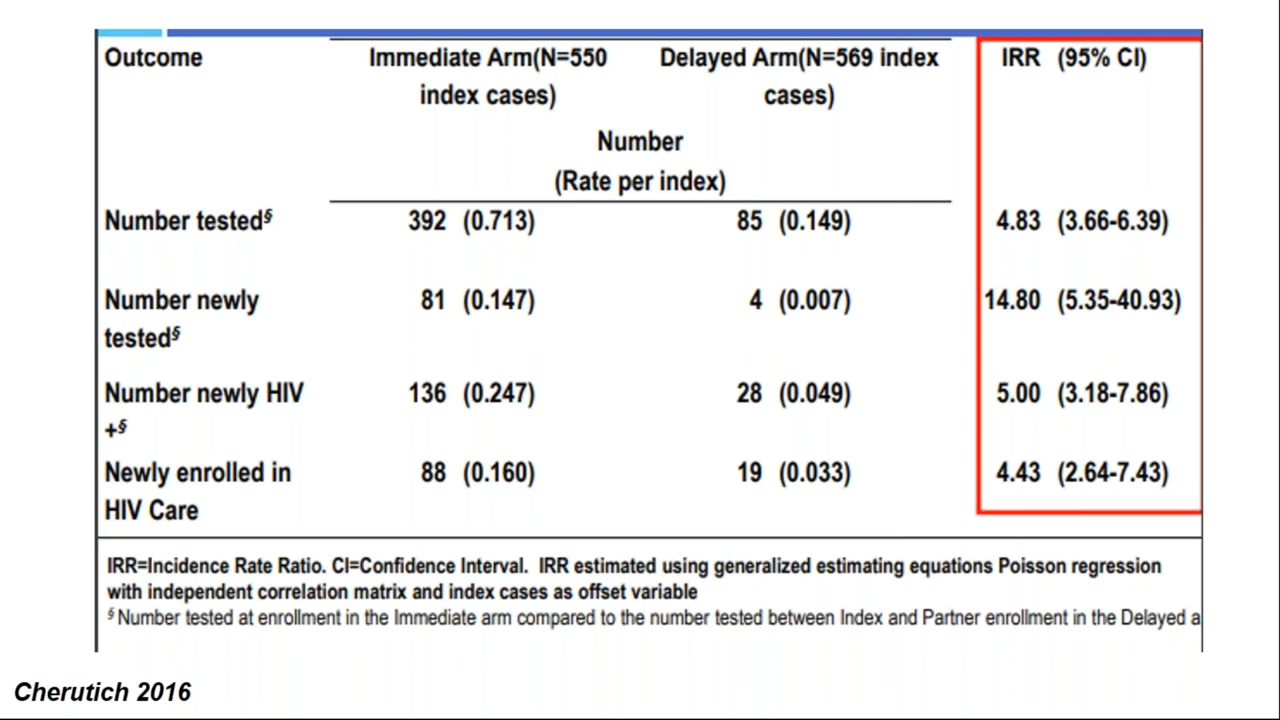 Outcome Immediate Arm(N=550 Delayed Arm(N=569 index IRR (95% CI)
index cases) cases)
Number
(Rate per index)
Number tested§ 392 (0.713) 85 (0.149) 4.83 (3.66-6.39)
Number newly 81 (0.147) 4 (0.007) 14.80 (5.35-40.93)
tested§
Number newly HIV 136 (0.247) 28 (0.049) 5.00 (3.18-7.86)
+§
Newly enrolled in 88 (0.160) 19 (0.033) 4.43 (2.64-7.43)
HIV Care
IRR=Incidence Rate Ratio. CI=Confidence Interval. IRR estimated using generalized estimating equations Poisson regression
with independent correlation matrix and index cases as offset variable
§ Number tested at enrollment in the Immediate arm compared to the number tested between Index and Partner enrollment in the Delayed a
Cherutich 2016